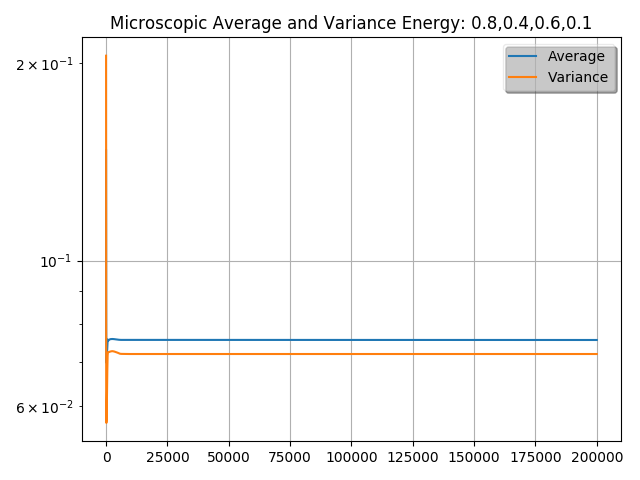 Microscopic Average and Variance Energy: 0.8,0.4,0.6,0.1
Average
Variance
2 × 10⁻¹
10⁻¹
6 × 10⁻²
0 25000 50000 75000 100000 125000 150000 175000 200000